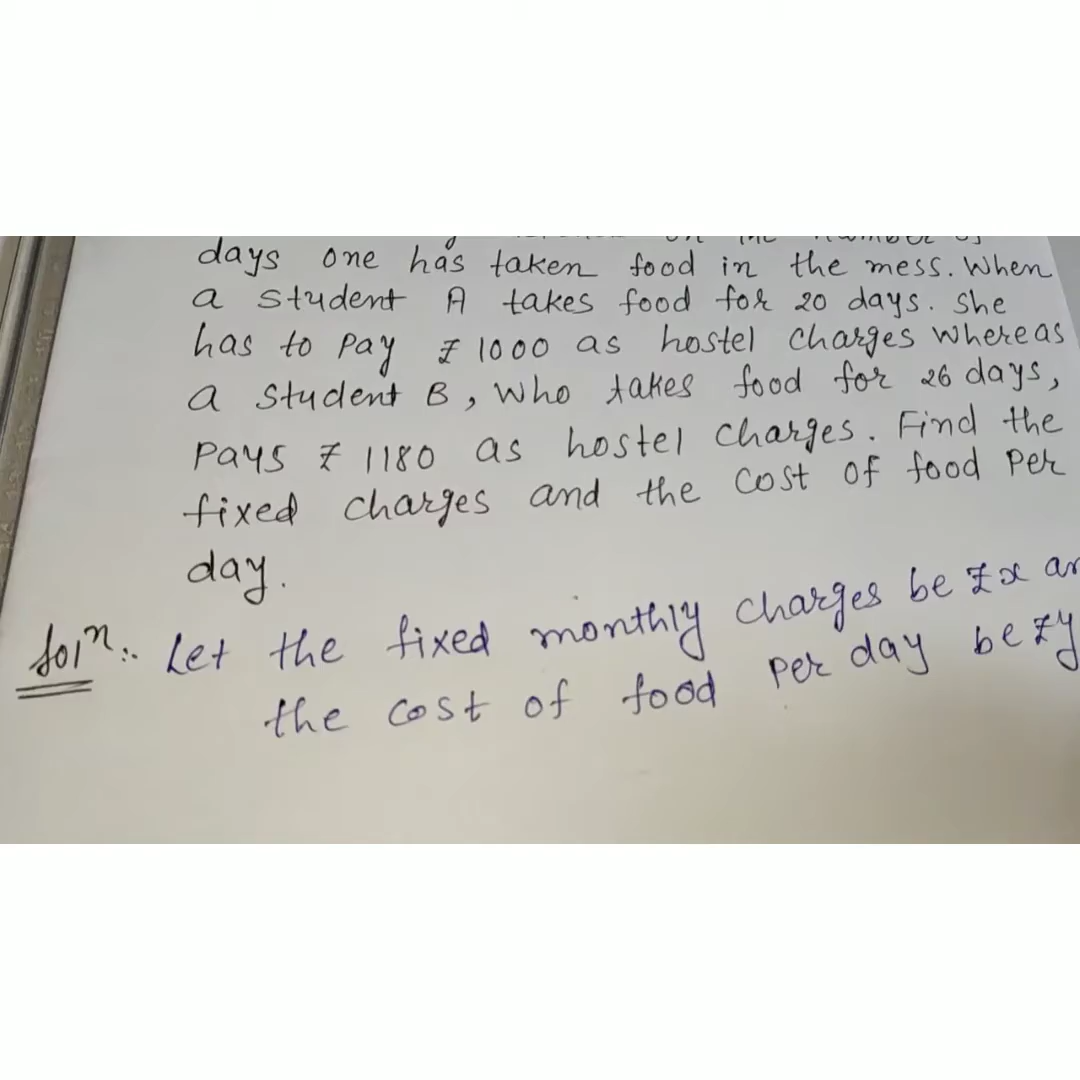 days one has taken food in the mess. When
a student A takes food for 20 days. She
has to pay ₹ 1000 as hostel charges whereas
a student B, who takes food for 26 days,
pays ₹ 1180 as hostel charges. Find the
fixed charges and the cost of food per
day.
Solⁿ:. Let the fixed monthly charges be ₹x
the cost of food per day be ₹y